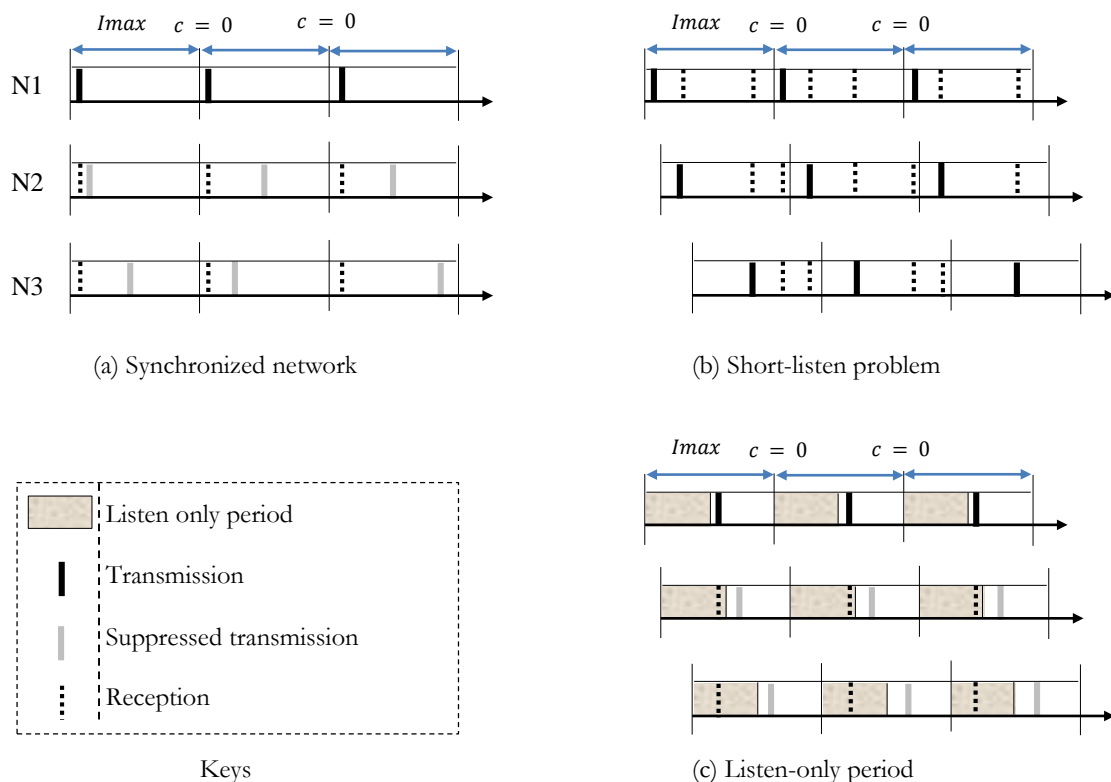 Imax c = 0 c = 0
N1
N2
N3
(a) Synchronized network
Imax c = 0 c = 0
(b) Short-listen problem
Listen only period
Transmission
Suppressed transmission
Reception
Keys
Imax c = 0 c = 0
(c) Listen-only period